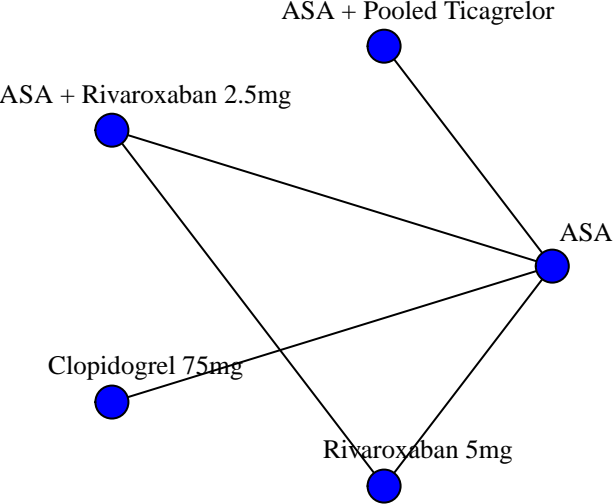 ASA + Pooled Ticagrelor
ASA + Rivaroxaban 2.5mg
ASA
Clopidogrel 75mg
Rivaroxaban 5mg